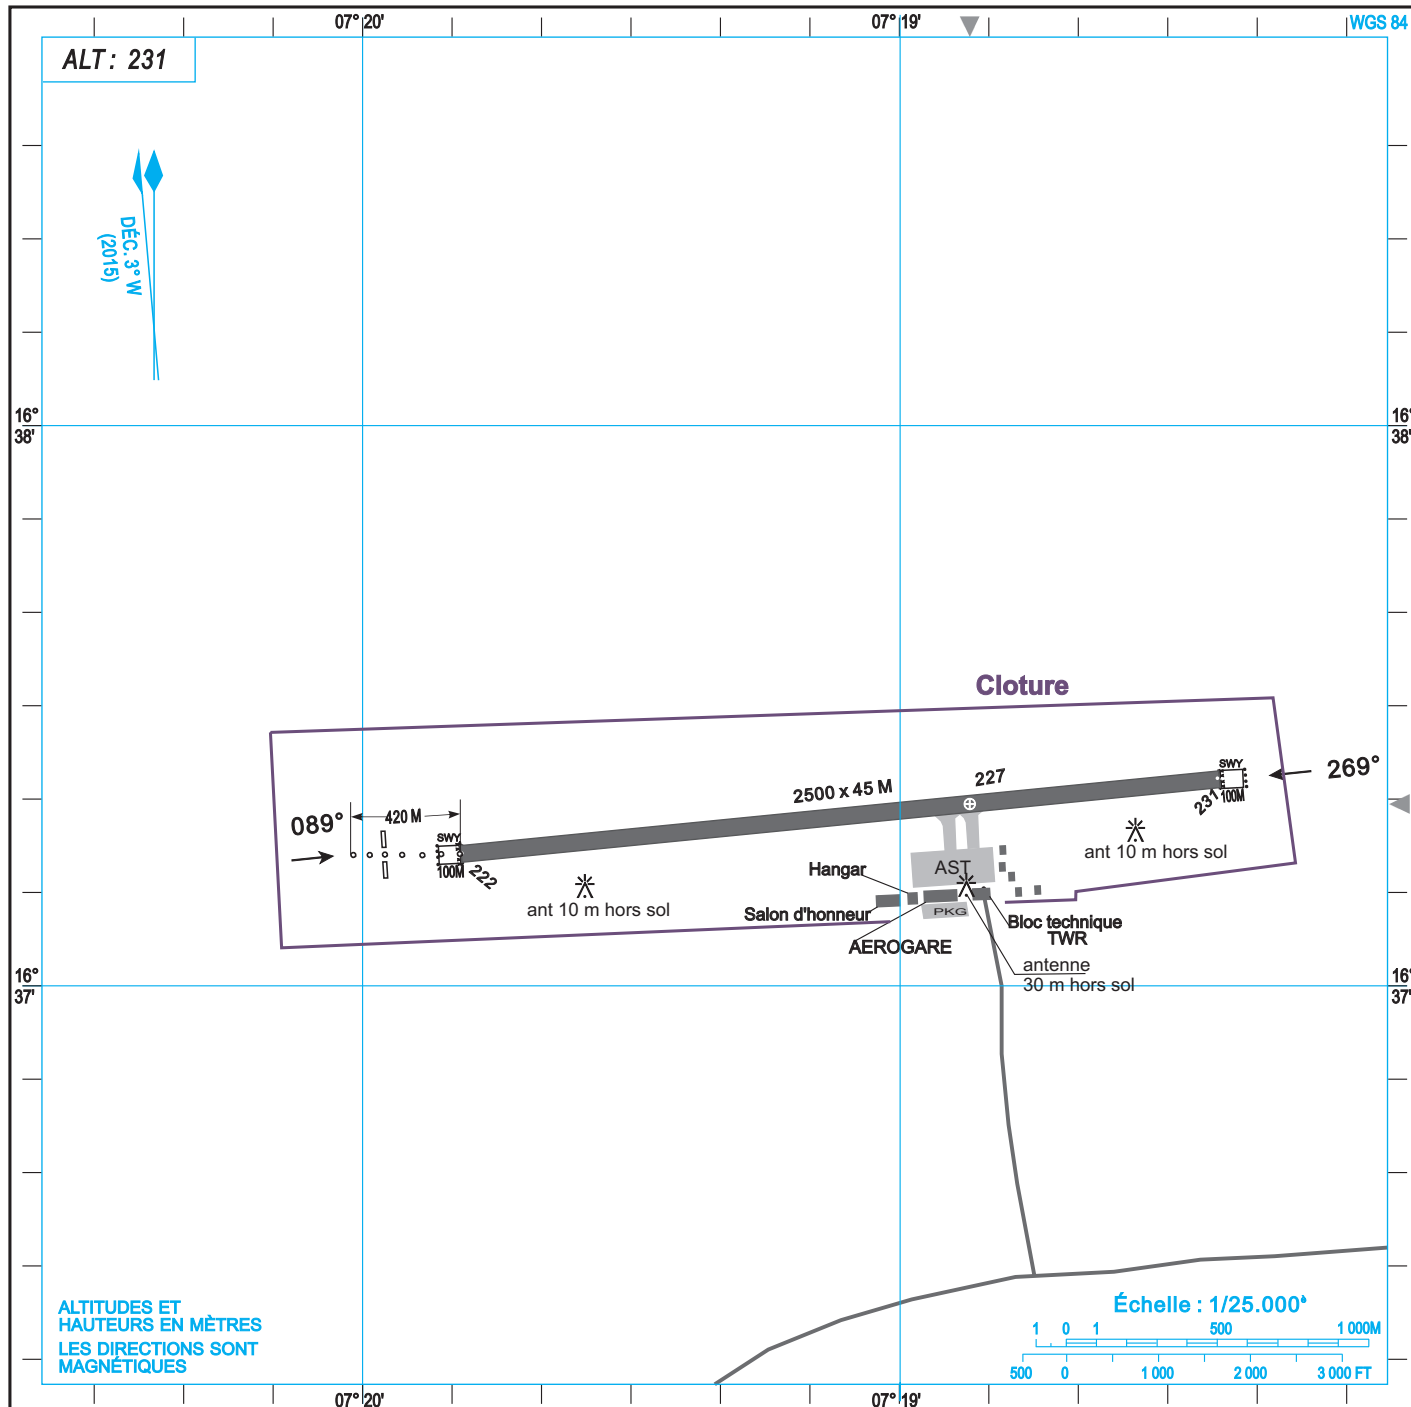 07° 20'
07° 19'
WGS 84
ALT : 231
DÉC. 3° W
(2015)
16°
38'
16°
38'
Cloture
2500 x 45 M
227
SWY
100M
231
269°
089°
420 M
SWY
100M
222
ant 10 m hors sol
ant 10 m hors sol
Hangar
AST
Salon d'honneur
PKG
Bloc technique
TWR
AEROGARE
antenne
30 m hors sol
16°
37'
16°
37'
ALTITUDES ET
HAUTEURS EN MÈTRES
LES DIRECTIONS SONT
MAGNÉTIQUES
Échelle : 1/25.000°
1 0 1 500 1 000M
500 0 1 000 2 000 3 000 FT
07° 20'
07° 19'